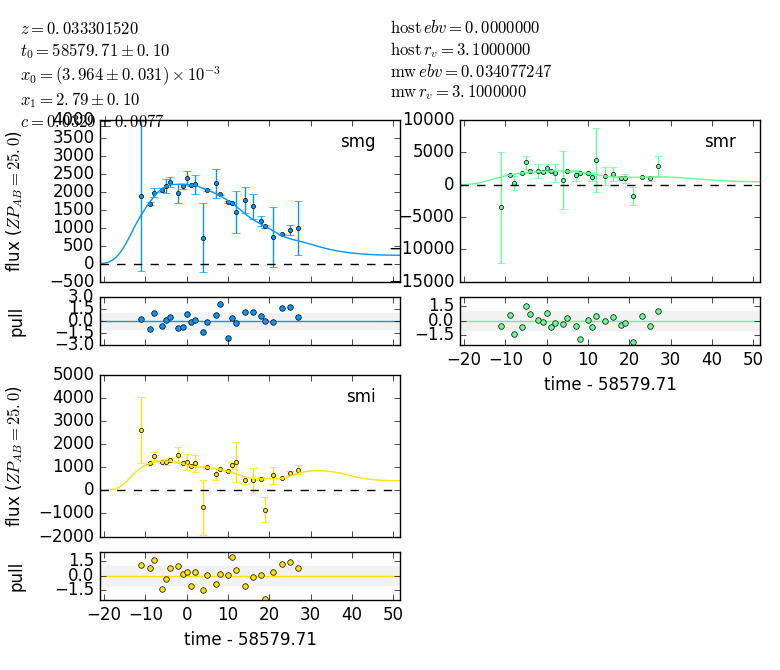 z = 0.033301520
t₀ = 58579.71 ± 0.10
x₀ = (3.964 ± 0.031) × 10⁻³
x₁ = 2.79 ± 0.10
c = 0.0329 ± 0.0077
host ebv = 0.0000000
host r_v = 3.1000000
mw ebv = 0.034077247
mw r_v = 3.1000000
smg
flux (ZP_AB = 25.0)
4000
3500
3000
2500
2000
1500
1000
500
0
−500
pull
3.0
1.5
0.0
−1.5
−3.0
smr
10000
5000
0
−5000
−10000
−15000
1.5
0.0
−1.5
−20 −10 0 10 20 30 40 50
time - 58579.71
smi
flux (ZP_AB = 25.0)
5000
4000
3000
2000
1000
0
−1000
−2000
pull
1.5
0.0
−1.5
−20 −10 0 10 20 30 40 50
time - 58579.71